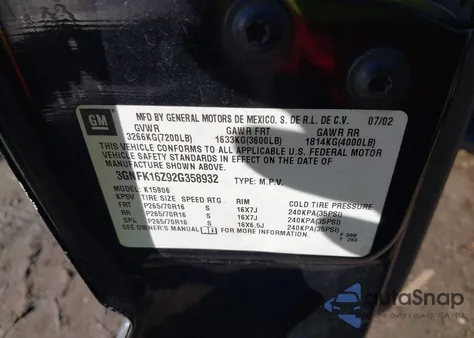 GM
MFD BY GENERAL MOTORS DE MEXICO, S. DE R.L. DE C.V. 07/02
GVWR GAWR FRT GAWR RR
3266KG(7200LB) 1633KG(3600LB) 1814KG(4000LB)
THIS VEHICLE CONFORMS TO ALL APPLICABLE U.S. FEDERAL MOTOR
VEHICLE SAFETY STANDARDS IN EFFECT ON THE DATE OF
MANUFACTURE SHOWN ABOVE.
3GNFK16Z92G358932 TYPE: M.P.V.
MODEL: K15906
KPSV TIRE SIZE SPEED RTG RIM COLD TIRE PRESSURE
FRT P265/70R16 S 16X7J 240KPA(35PSI)
RR P265/70R16 S 16X7J 240KPA(35PSI)
SPA P265/70R16 S 16X6.5J 240KPA(35PSI)
SEE OWNER'S MANUAL FOR ADDITIONAL INFORMATION.
autoSnap